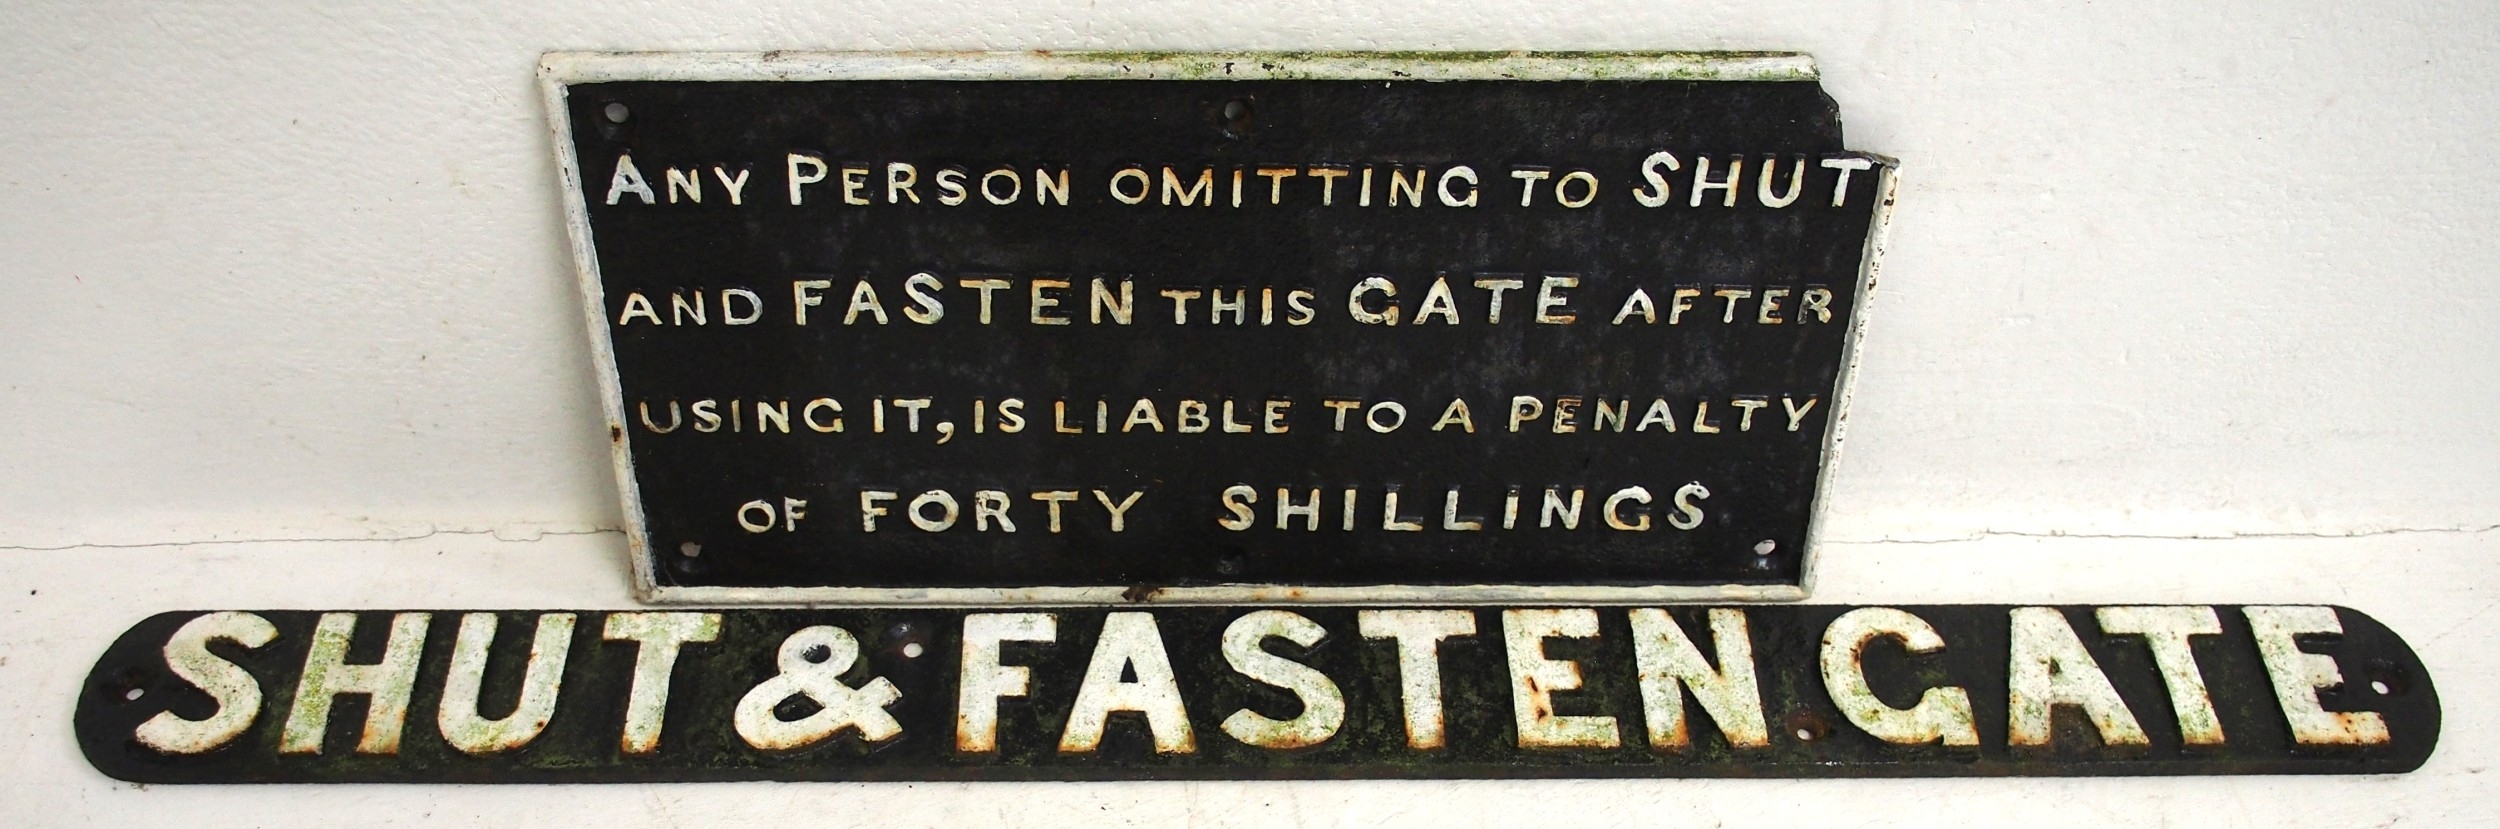 ANY PERSON OMITTING TO SHUT
AND FASTEN THIS GATE AFTER
USING IT, IS LIABLE TO A PENALTY
OF FORTY SHILLINGS
SHUT & FASTEN GATE